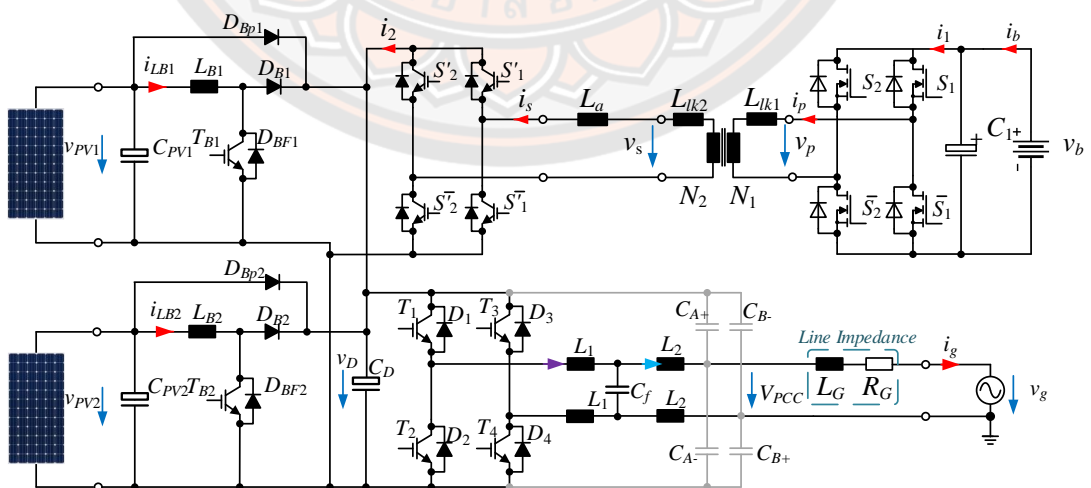 D_Bp1
i_LB1
L_B1
D_B1
v_PV1
C_PV1
T_B1
D_BF1
i_2
S'_2
S'_1
S̄'_2
S̄'_1
i_s
L_a
L_lk2
L_lk1
i_p
v_s
v_p
N_2
N_1
S_2
S_1
S̄_2
S̄_1
i_1
i_b
C_1
+
+
-
v_b
D_Bp2
i_LB2
L_B2
D_B2
v_PV2
C_PV2
T_B2
D_BF2
v_D
C_D
T_1
D_1
T_3
D_3
T_2
D_2
T_4
D_4
L_1
L_2
C_f
L_1
L_2
C_A+
C_B-
C_A-
C_B+
V_PCC
Line Impedance
L_G
R_G
i_g
v_g